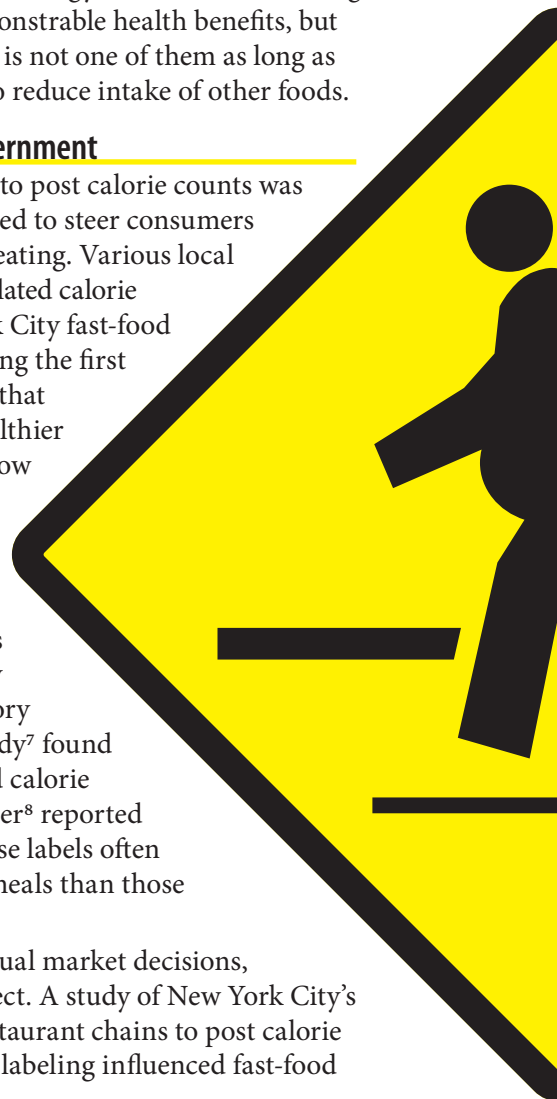 onstrable health benefits, but
is not one of them as long as
o reduce intake of other foods.
ernment
to post calorie counts was
ed to steer consumers
eating. Various local
lated calorie
k City fast-food
ng the first
that
lthier
ow
s
y
ory
dy⁷ found
d calorie
er⁸ reported
se labels often
meals than those
ual market decisions,
ect. A study of New York City’s
staurant chains to post calorie
labeling influenced fast-food